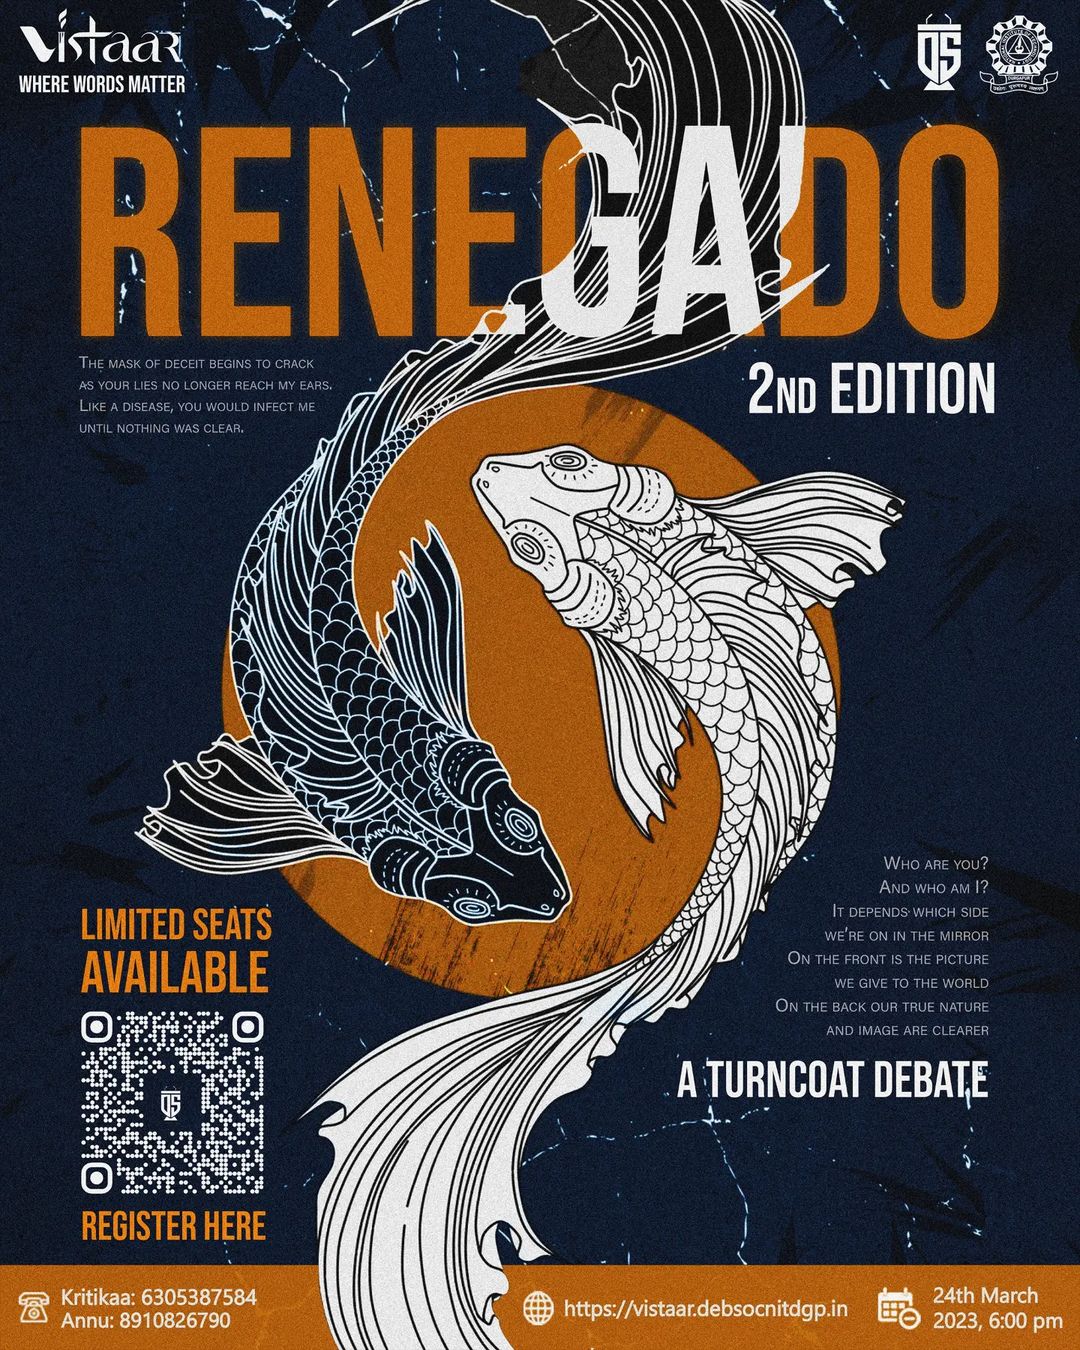 Vistaar
WHERE WORDS MATTER
DS
DURGAPUR
RENEGADO
2ND EDITION
THE MASK OF DECEIT BEGINS TO CRACK
AS YOUR LIES NO LONGER REACH MY EARS.
LIKE A DISEASE, YOU WOULD INFECT ME
UNTIL NOTHING WAS CLEAR.
WHO ARE YOU?
AND WHO AM I?
IT DEPENDS WHICH SIDE
WE'RE ON IN THE MIRROR
ON THE FRONT IS THE PICTURE
WE GIVE TO THE WORLD
ON THE BACK OUR TRUE NATURE
AND IMAGE ARE CLEARER
A TURNCOAT DEBATE
LIMITED SEATS
AVAILABLE
DS
REGISTER HERE
Kritikaa: 6305387584
Annu: 8910826790
https://vistaar.debsocnitdgp.in
24th March
2023, 6:00 pm